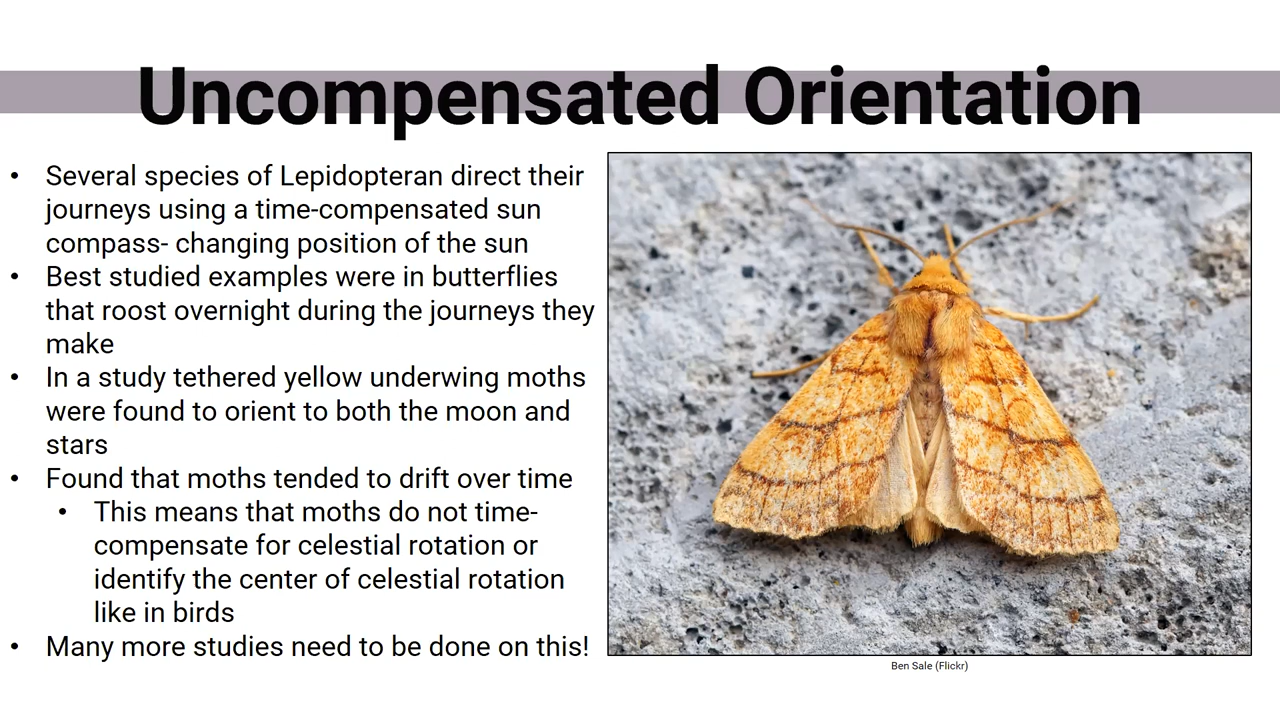 Uncompensated Orientation
• Several species of Lepidopteran direct their
journeys using a time-compensated sun
compass- changing position of the sun
• Best studied examples were in butterflies
that roost overnight during the journeys they
make
• In a study tethered yellow underwing moths
were found to orient to both the moon and
stars
• Found that moths tended to drift over time
• This means that moths do not time-
compensate for celestial rotation or
identify the center of celestial rotation
like in birds
• Many more studies need to be done on this!
Ben Sale (Flickr)